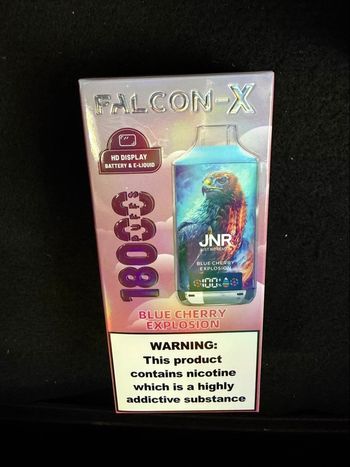 FALCON-X
HD DISPLAY
BATTERY & E-LIQUID
18000
PUFFS
JNR
BLUE CHERRY
EXPLOSION
100%
BLUE CHERRY
EXPLOSION
WARNING:
This product
contains nicotine
which is a highly
addictive substance